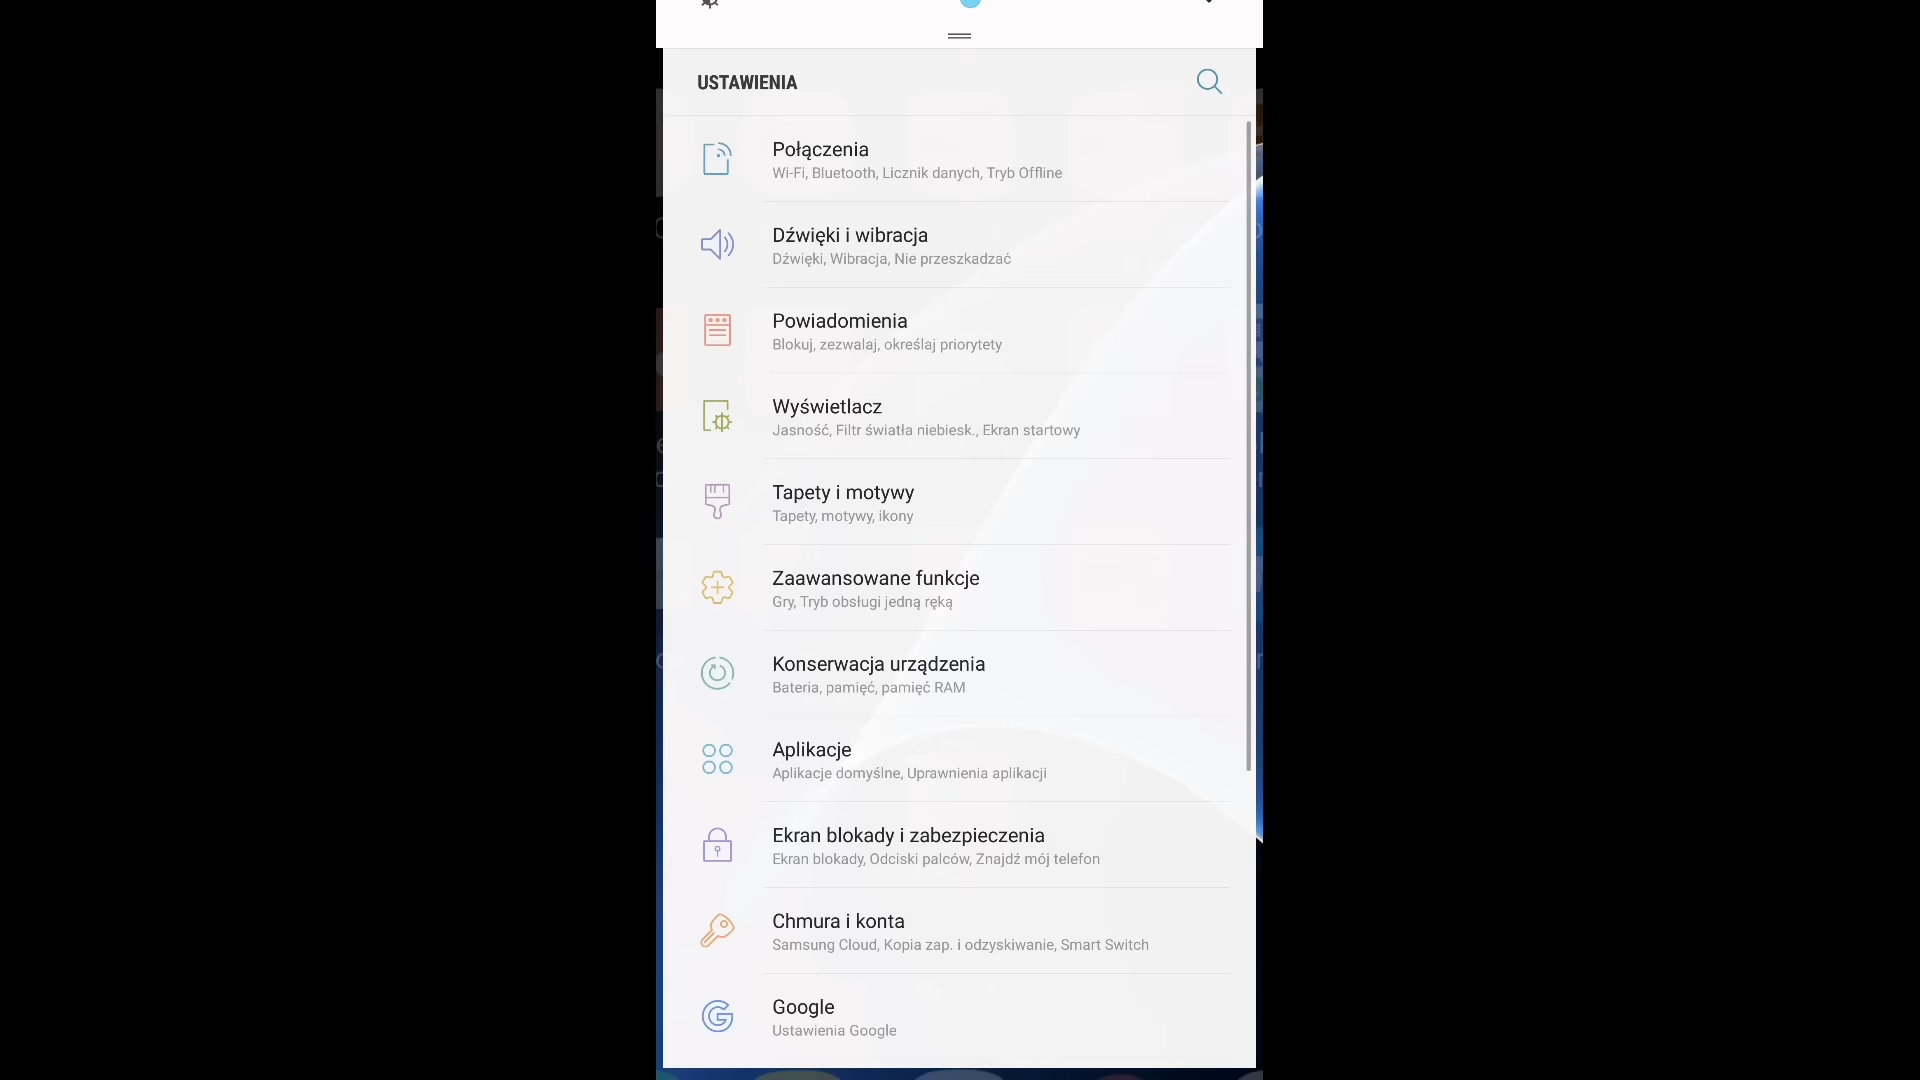 USTAWIENIA
Połączenia
Wi-Fi, Bluetooth, Licznik danych, Tryb Offline
Dźwięki i wibracja
Dźwięki, Wibracja, Nie przeszkadzać
Powiadomienia
Blokuj, zezwalaj, określaj priorytety
Wyświetlacz
Jasność, Filtr światła niebiesk., Ekran startowy
Tapety i motywy
Tapety, motywy, ikony
Zaawansowane funkcje
Gry, Tryb obsługi jedną ręką
Konserwacja urządzenia
Bateria, pamięć, pamięć RAM
Aplikacje
Aplikacje domyślne, Uprawnienia aplikacji
Ekran blokady i zabezpieczenia
Ekran blokady, Odciski palców, Znajdź mój telefon
Chmura i konta
Samsung Cloud, Kopia zap. i odzyskiwanie, Smart Switch
Google
Ustawienia Google